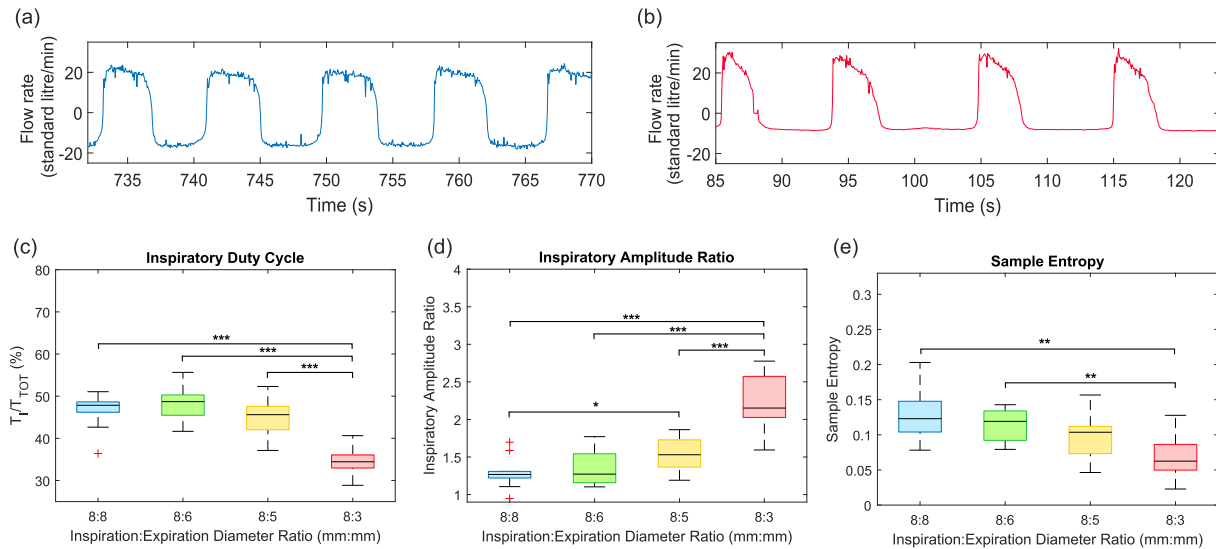 (a)
Flow rate
(standard litre/min)
20
0
-20
735 740 745 750 755 760 765 770
Time (s)
(b)
Flow rate
(standard litre/min)
20
0
-20
85 90 95 100 105 110 115 120
Time (s)
(c)
Inspiratory Duty Cycle
T_I/T_TOT (%)
80
70
60
50
40
30
***
***
***
8:8 8:6 8:5 8:3
Inspiration:Expiration Diameter Ratio (mm:mm)
(d)
Inspiratory Amplitude Ratio
Inspiratory Amplitude Ratio
4
3.5
3
2.5
2
1.5
1
***
***
***
*
8:8 8:6 8:5 8:3
Inspiration:Expiration Diameter Ratio (mm:mm)
(e)
Sample Entropy
Sample Entropy
0.3
0.25
0.2
0.15
0.1
0.05
0
**
**
8:8 8:6 8:5 8:3
Inspiration:Expiration Diameter Ratio (mm:mm)